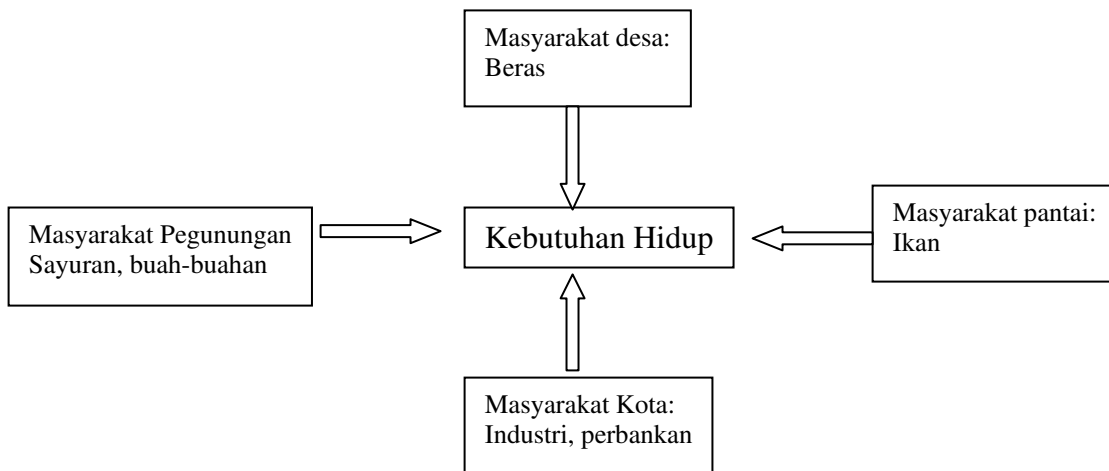 Masyarakat desa:
Beras
Masyarakat Pegunungan
Sayuran, buah-buahan
Kebutuhan Hidup
Masyarakat pantai:
Ikan
Masyarakat Kota:
Industri, perbankan